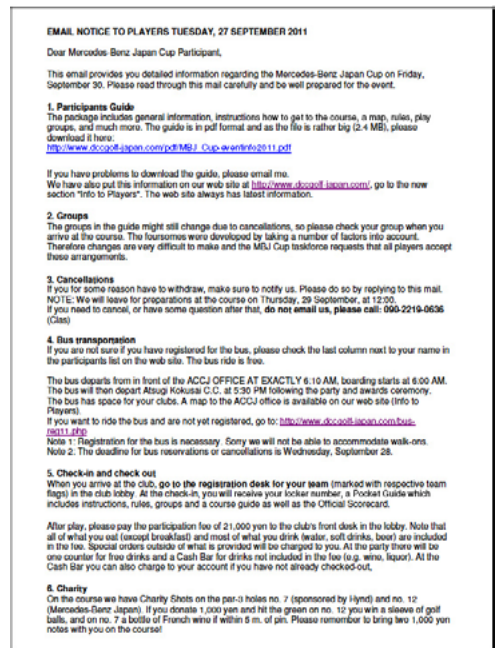 EMAIL NOTICE TO PLAYERS TUESDAY, 27 SEPTEMBER 2011
Dear Mercedes-Benz Japan Cup Participant,
This email provides you detailed information regarding the Mercedes-Benz Japan Cup on Friday,
September 30. Please read through this mail carefully and be well prepared for the event.
1. Participants Guide
The package includes general information, instructions how to get to the course, a map, rules, play
groups, and much more. The guide is in pdf format and as the file is rather big (2.4 MB), please
download it here:
http://www.dccgolf-japan.com/pdf/MBJ_Cup-eventinfo2011.pdf
If you have problems to download the guide, please email me.
We have also put this information on our web site at http://www.dccgolf-japan.com/, go to the new
section "Info to Players". The web site always has latest information.
2. Groups
The groups in the guide might still change due to cancellations, so please check your group when you
arrive at the course. The foursomes were developed by taking a number of factors into account.
Therefore changes are very difficult to make and the MBJ Cup taskforce requests that all players accept
these arrangements.
3. Cancellations
If you for some reason have to withdraw, make sure to notify us. Please do so by replying to this mail.
NOTE: We will leave for preparations at the course on Thursday, 29 September, at 12:00.
If you need to cancel, or have some question after that, do not email us, please call: 090-2219-0636
(Clas)
4. Bus transportation
If you are not sure if you have registered for the bus, please check the last column next to your name in
the participants list on the web site. The bus ride is free.
The bus departs from in front of the ACCJ OFFICE AT EXACTLY 6:10 AM, boarding starts at 6:00 AM.
The bus will then depart Atsugi Kokusai C.C. at 5:30 PM following the party and awards ceremony.
The bus has space for your clubs. A map to the ACCJ office is available on our web site (Info to
Players).
If you want to ride the bus and are not yet registered, go to: http://www.dccgolf-japan.com/bus-
reg11.php
Note 1: Registration for the bus is necessary. Sorry we will not be able to accommodate walk-ons.
Note 2: The deadline for bus reservations or cancellations is Wednesday, September 28.
5. Check-in and check out
When you arrive at the club, go to the registration desk for your team (marked with respective team
flags) in the club lobby. At the check-in, you will receive your locker number, a Pocket Guide which
includes instructions, rules, groups and a course guide as well as the Official Scorecard.
After play, please pay the participation fee of 21,000 yen to the club's front desk in the lobby. Note that
all of what you eat (except breakfast) and most of what you drink (water, soft drinks, beer) are included
in the fee. Special orders outside of what is provided will be charged to you. At the party there will be
one counter for free drinks and a Cash Bar for drinks not included in the fee (e.g. wine, liquor). At the
Cash Bar you can also charge to your account if you have not already checked-out,
6. Charity
On the course we have Charity Shots on the par-3 holes no. 7 (sponsored by Hynd) and no. 12
(Mercedes-Benz Japan). If you donate 1,000 yen and hit the green on no. 12 you win a sleeve of golf
balls, and on no. 7 a bottle of French wine if within 5 m. of pin. Please remember to bring two 1,000 yen
notes with you on the course!